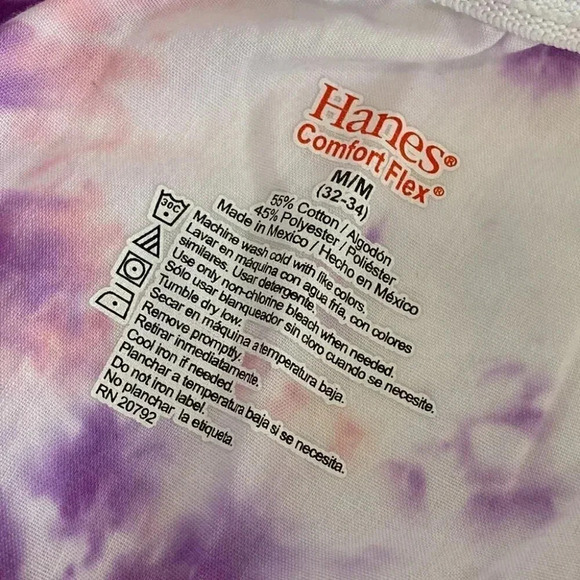 Hanes®
Comfort Flex®
M/M
(32-34)
55% Cotton / Algodón
45% Polyester / Poliéster
Made in Mexico / Hecho en México
30C
Machine wash cold with like colors.
Lavar en máquina con agua fría, con colores
similares. Usar detergente.
Use only non-chlorine bleach when needed.
Sólo usar blanqueador sin cloro cuando se necesite.
Tumble dry low.
Secar en máquina a temperatura baja.
Remove promptly.
Retirar inmediatamente.
Cool iron if needed.
Planchar a temperatura baja si se necesita.
Do not iron label.
No planchar la etiqueta.
RN 20792